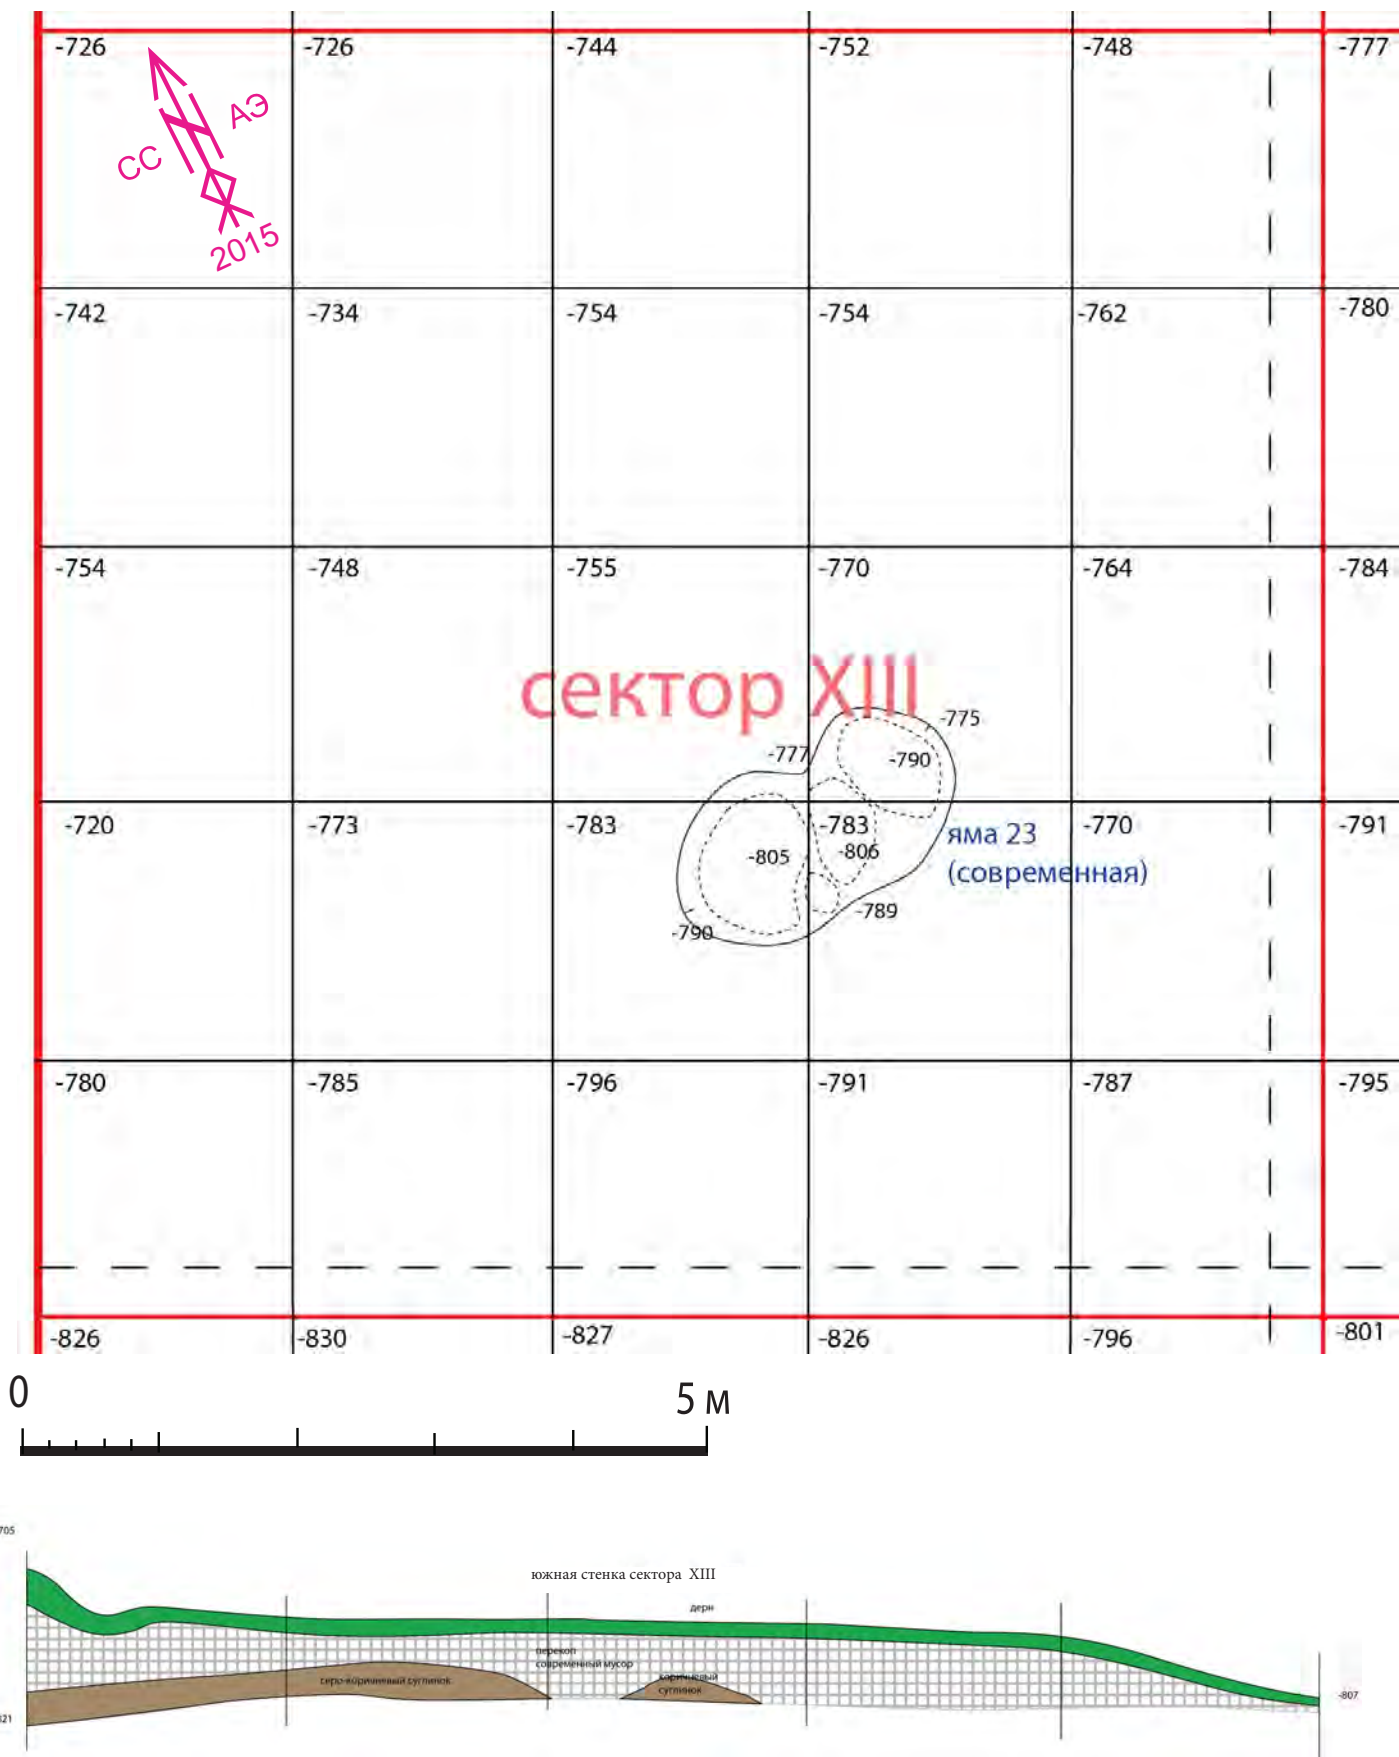 -726 -726 -744 -752 -748 -777
АЭ
СС
2015
-742 -734 -754 -754 -762 -780
-754 -748 -755 -770 -764 -784
сектор XIII
-775
-777
-790
-720 -773 -783 -783 -770 -791
яма 23
(современная)
-805 -806
-789
-790
-780 -785 -796 -791 -787 -795
-826 -830 -827 -826 -796 -801
0 5 м
705
южная стенка сектора XIII
дерн
перекоп
современный мусор
серо-коричневый суглинок
коричневый
суглинок
-807
821